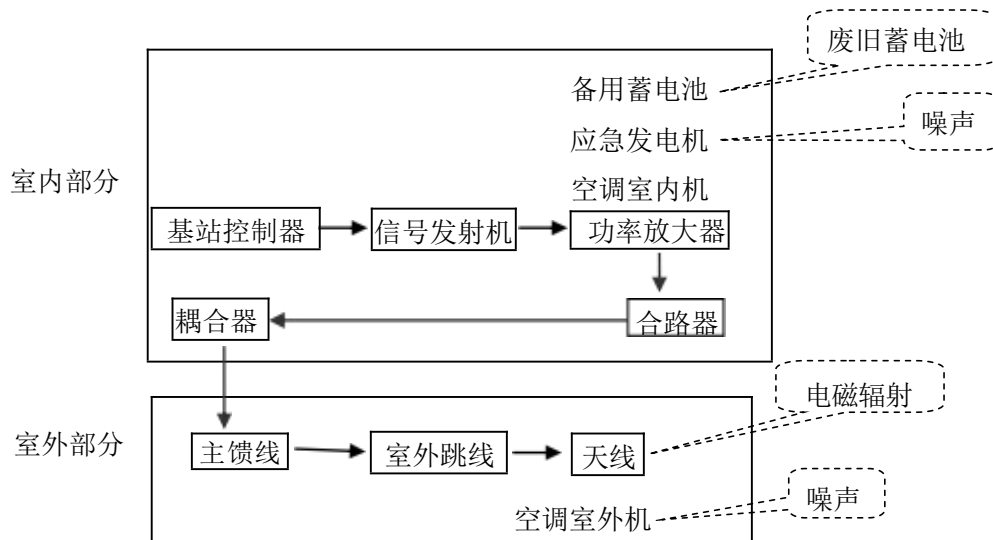 废旧蓄电池
备用蓄电池
噪声
应急发电机
室内部分
空调室内机
基站控制器
信号发射机
功率放大器
耦合器
合路器
电磁辐射
室外部分
主馈线
室外跳线
天线
噪声
空调室外机